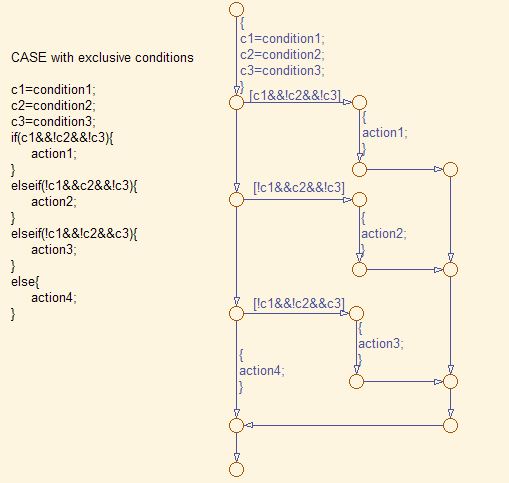 CASE with exclusive conditions
c1=condition1;
c2=condition2;
c3=condition3;
if(c1&&!c2&&!c3){
action1;
}
elseif(!c1&&c2&&!c3){
action2;
}
elseif(!c1&&!c2&&c3){
action3;
}
else{
action4;
}
{
c1=condition1;
c2=condition2;
c3=condition3;
}
[c1&&!c2&&!c3]
{
action1;
}
[!c1&&c2&&!c3]
{
action2;
}
[!c1&&!c2&&c3]
{
action3;
}
{
action4;
}